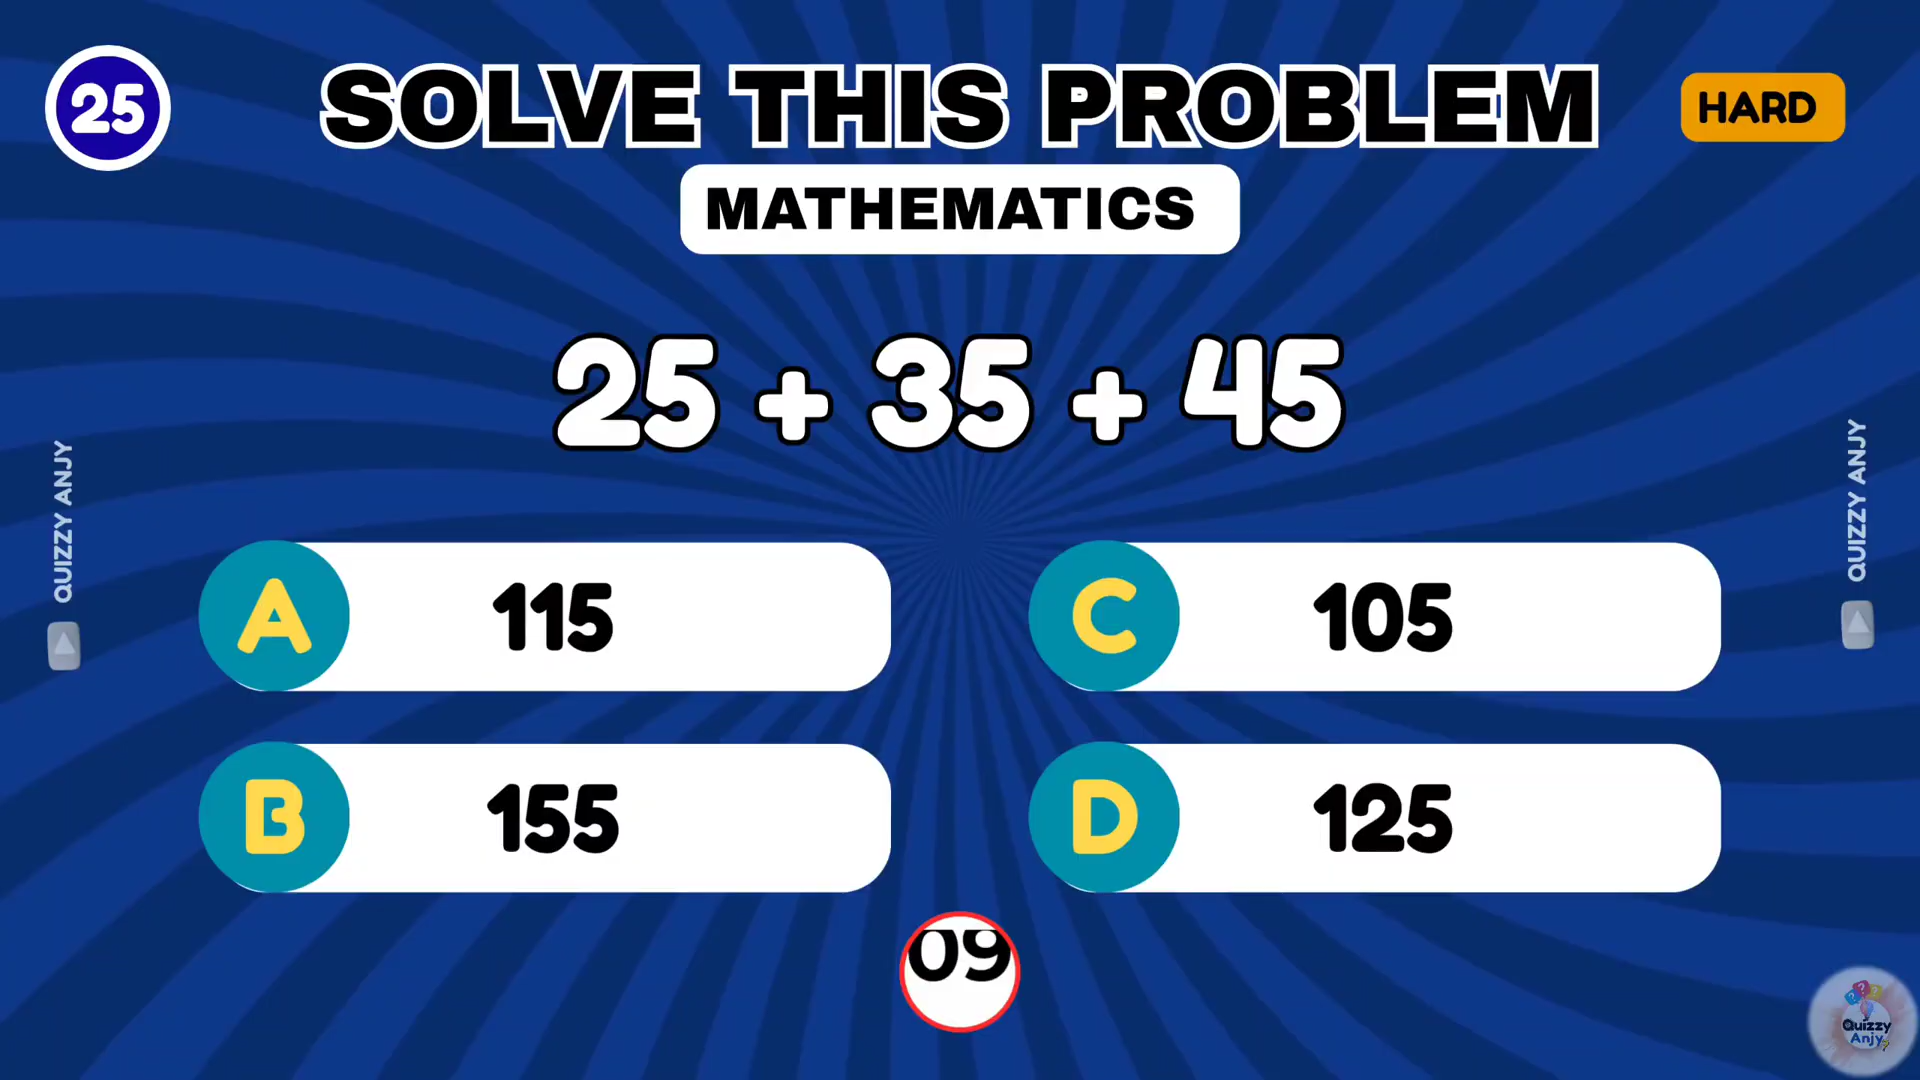 25
SOLVE THIS PROBLEM
HARD
MATHEMATICS
25 + 35 + 45
QUIZZY ANJY
QUIZZY ANJY
A 115
C 105
B 155
D 125
09
Quizzy
Anjy